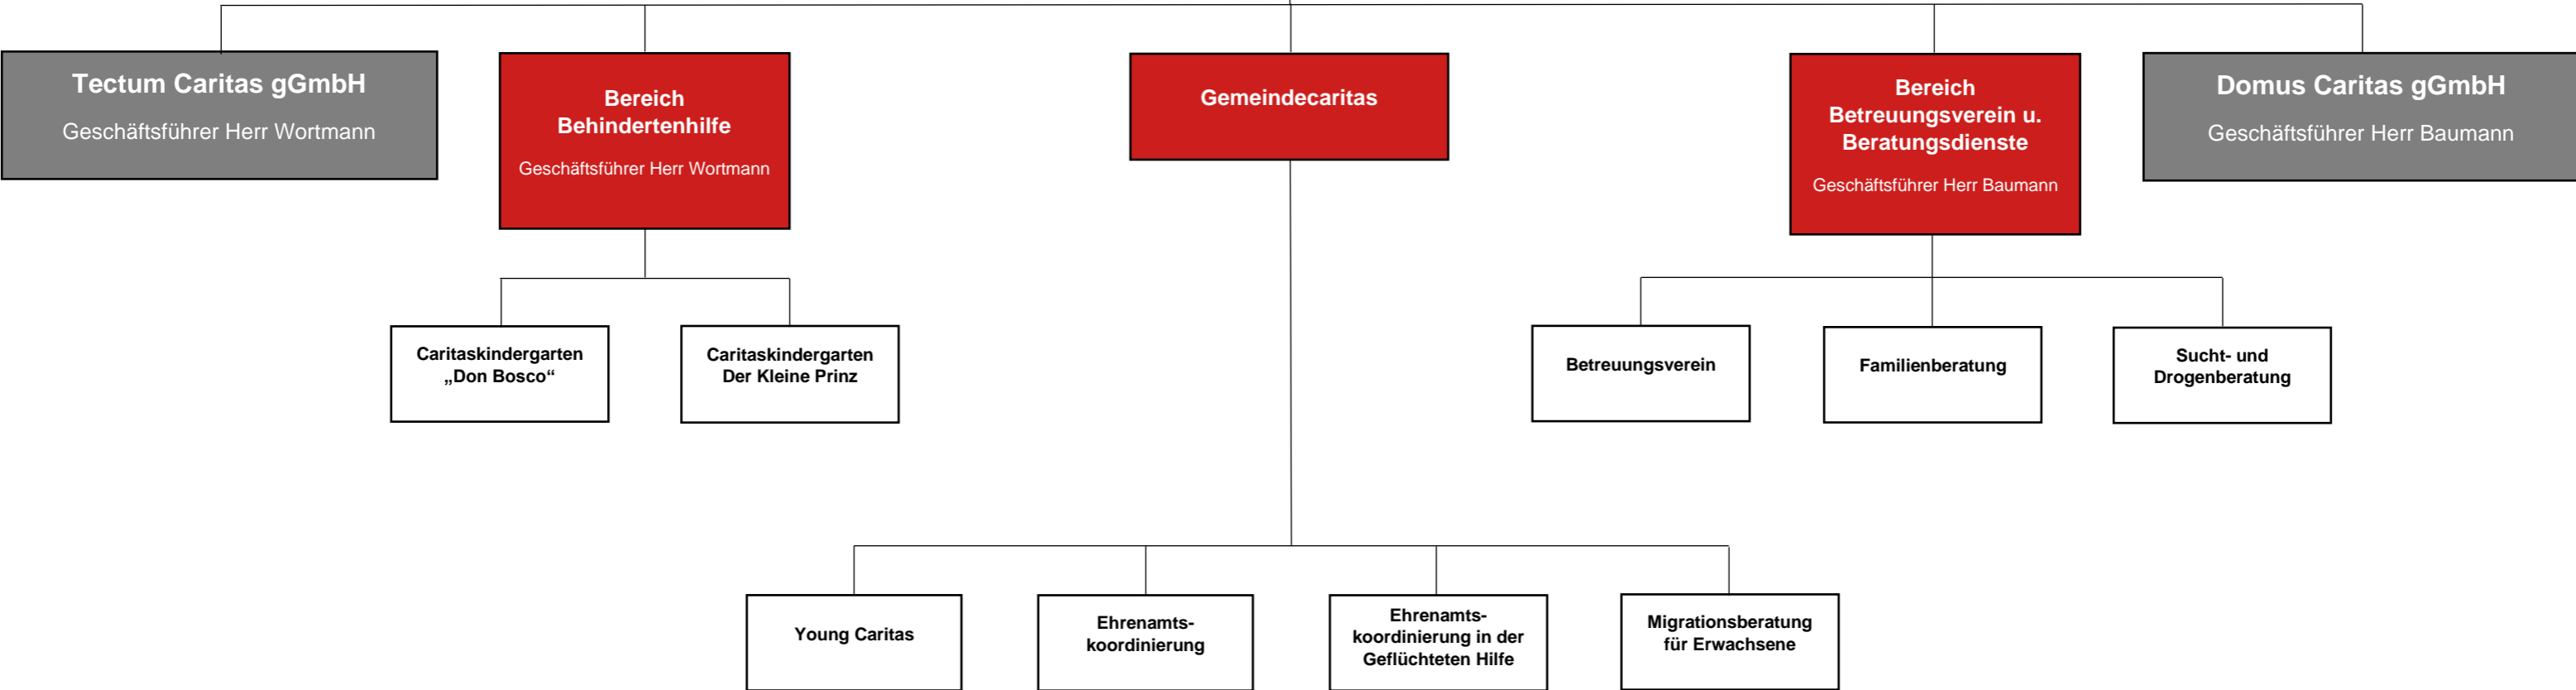 Tectum Caritas gGmbH
Geschäftsführer Herr Wortmann
Bereich
Behindertenhilfe
Geschäftsführer Herr Wortmann
Gemeindecaritas
Bereich
Betreuungsverein u.
Beratungsdienste
Geschäftsführer Herr Baumann
Domus Caritas gGmbH
Geschäftsführer Herr Baumann
Caritaskindergarten
„Don Bosco“
Caritaskindergarten
Der Kleine Prinz
Betreuungsverein
Familienberatung
Sucht- und
Drogenberatung
Young Caritas
Ehrenamts-
koordinierung
Ehrenamts-
koordinierung in der
Geflüchteten Hilfe
Migrationsberatung
für Erwachsene